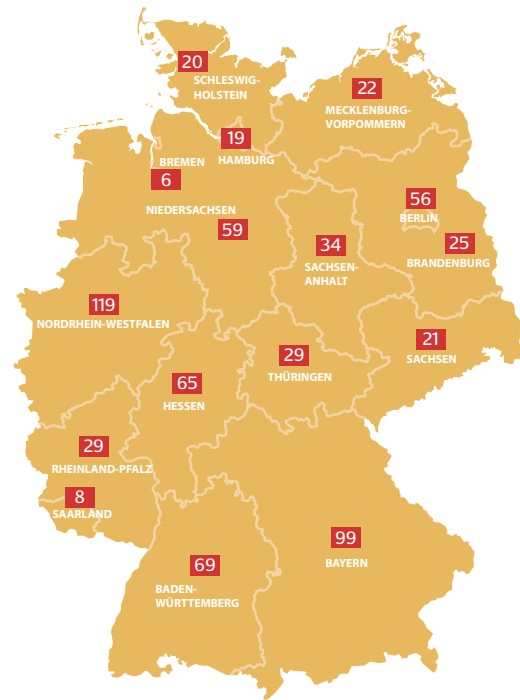 20
SCHLESWIG-
HOLSTEIN
22
MECKLENBURG-
VORPOMMERN
19
HAMBURG
BREMEN
6
NIEDERSACHSEN
59
56
BERLIN
25
BRANDENBURG
34
SACHSEN-
ANHALT
119
NORDRHEIN-WESTFALEN
21
SACHSEN
29
THÜRINGEN
65
HESSEN
29
RHEINLAND-PFALZ
8
SAARLAND
99
BAYERN
69
BADEN-
WÜRTTEMBERG